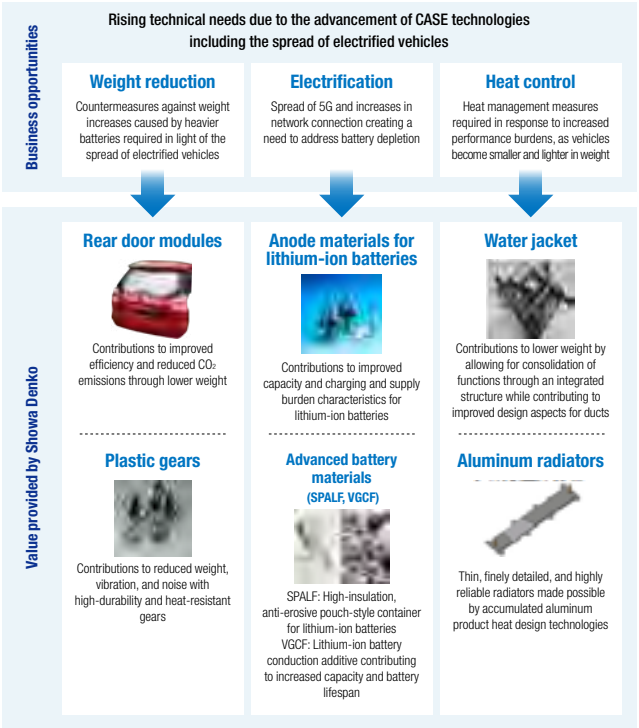 Rising technical needs due to the advancement of CASE technologies
including the spread of electrified vehicles
Business opportunities
Weight reduction
Countermeasures against weight
increases caused by heavier
batteries required in light of the
spread of electrified vehicles
Electrification
Spread of 5G and increases in
network connection creating a
need to address battery depletion
Heat control
Heat management measures
required in response to increased
performance burdens, as vehicles
become smaller and lighter in weight
Value provided by Showa Denko
Rear door modules
Contributions to improved
efficiency and reduced CO₂
emissions through lower weight
Plastic gears
Contributions to reduced weight,
vibration, and noise with
high-durability and heat-resistant
gears
Anode materials for
lithium-ion batteries
Contributions to improved
capacity and charging and supply
burden characteristics for
lithium-ion batteries
Advanced battery
materials
(SPALF, VGCF)
SPALF: High-insulation,
anti-erosive pouch-style container
for lithium-ion batteries
VGCF: Lithium-ion battery
conduction additive contributing
to increased capacity and battery
lifespan
Water jacket
Contributions to lower weight by
allowing for consolidation of
functions through an integrated
structure while contributing to
improved design aspects for ducts
Aluminum radiators
Thin, finely detailed, and highly
reliable radiators made possible
by accumulated aluminum
product heat design technologies